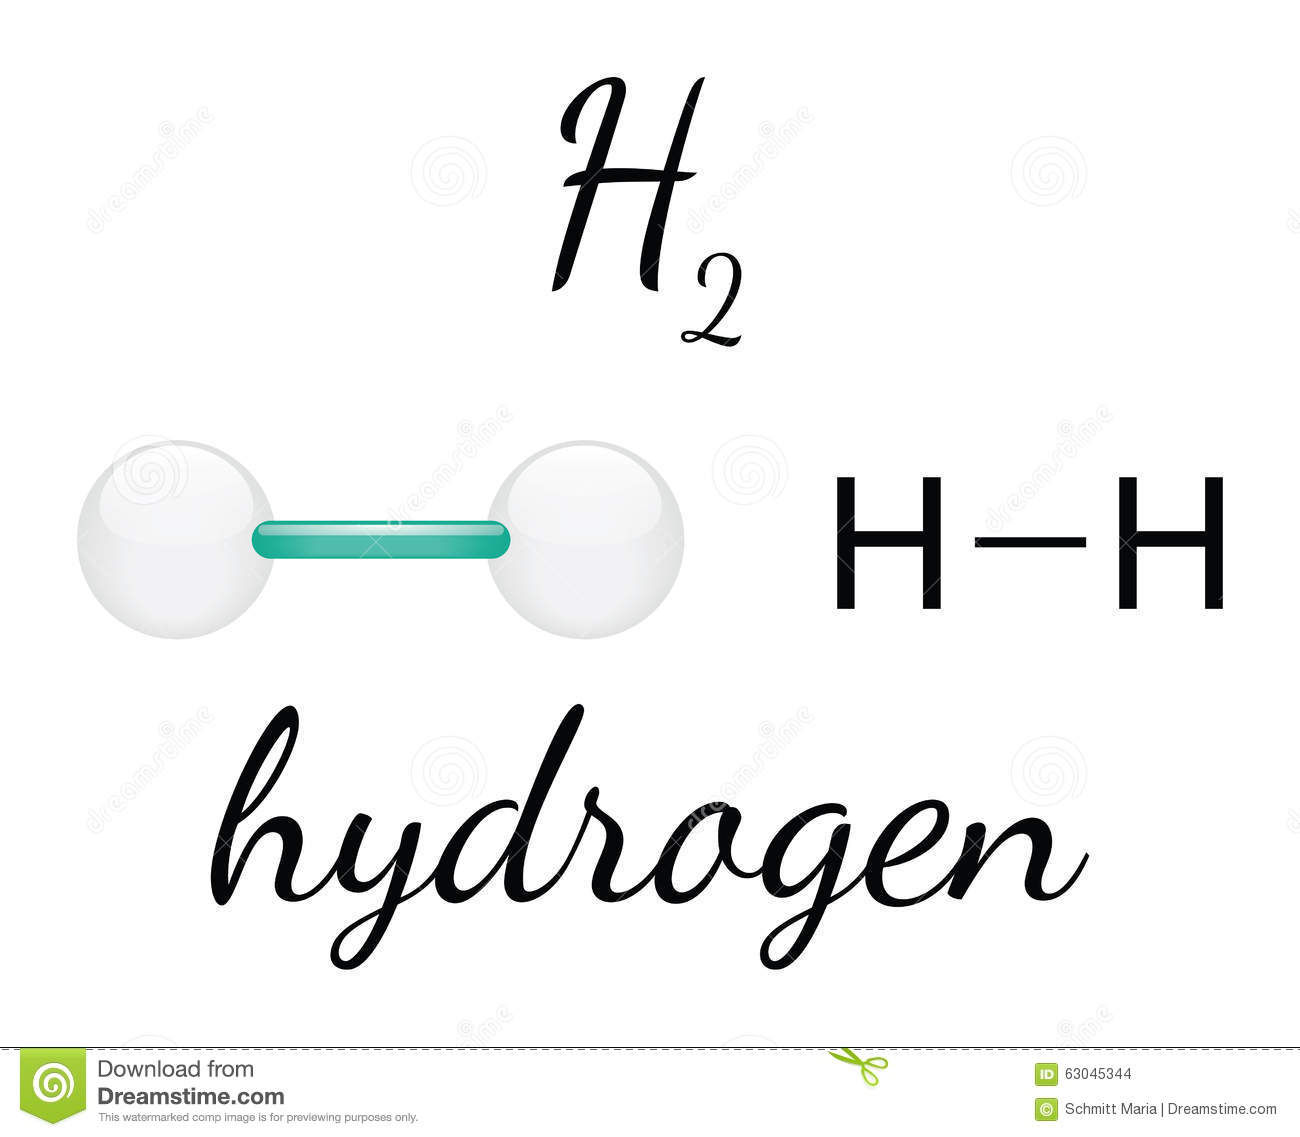 H2
H—H
hydrogen
Download from
Dreamstime.com
This watermarked comp image is for previewing purposes only.
ID 63045344
© Schmitt Maria | Dreamstime.com
dreamstime